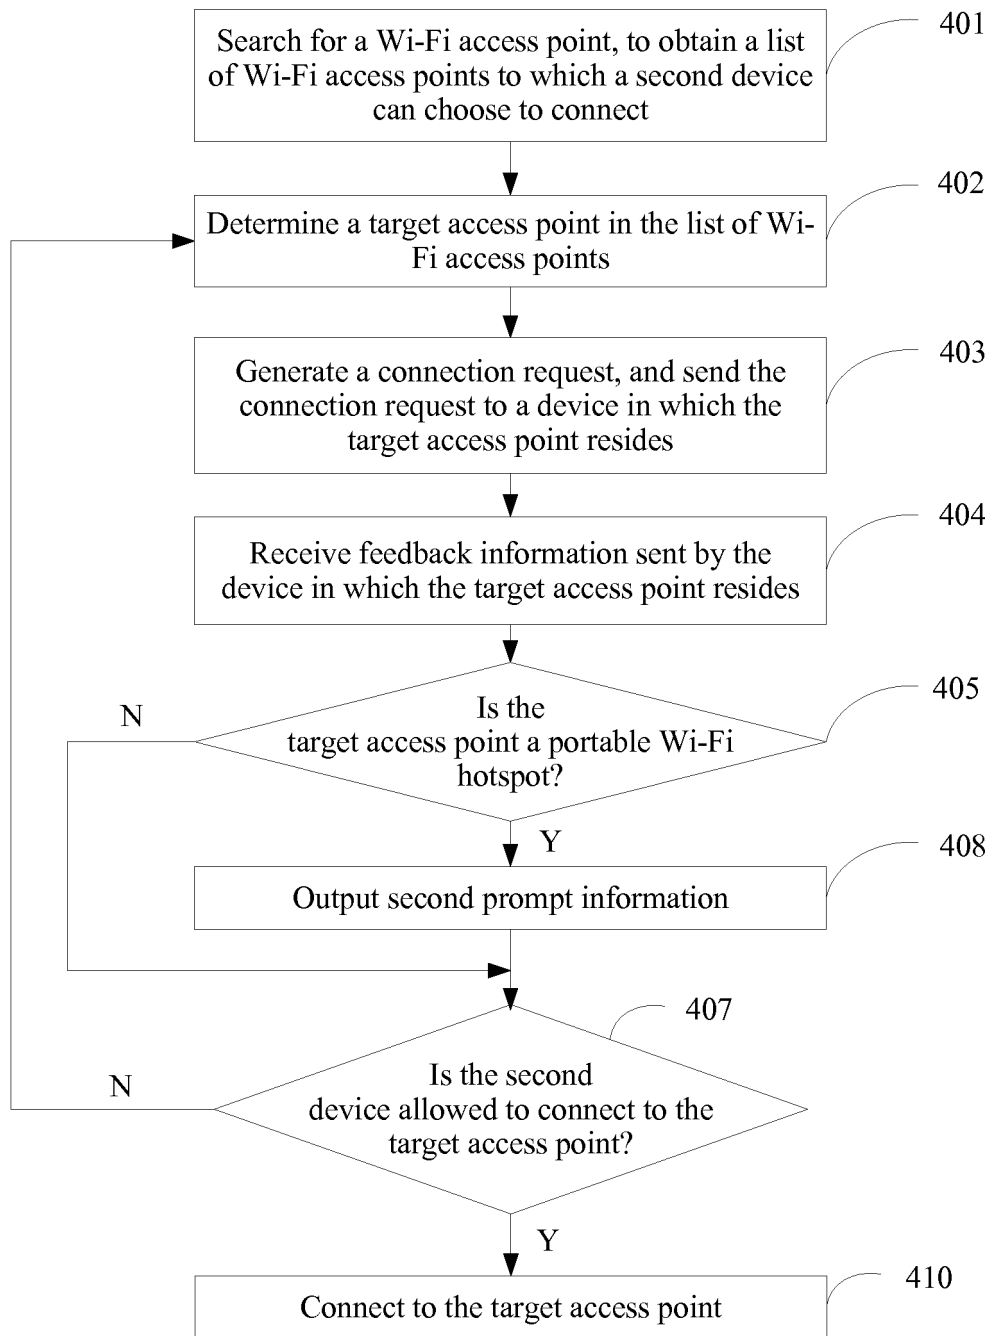 Search for a Wi-Fi access point, to obtain a list
of Wi-Fi access points to which a second device
can choose to connect
401
Determine a target access point in the list of Wi-
Fi access points
402
Generate a connection request, and send the
connection request to a device in which the
target access point resides
403
Receive feedback information sent by the
device in which the target access point resides
404
Is the
target access point a portable Wi-Fi
hotspot?
405
N
Y
Output second prompt information
408
Is the second
device allowed to connect to the
target access point?
407
N
Y
Connect to the target access point
410